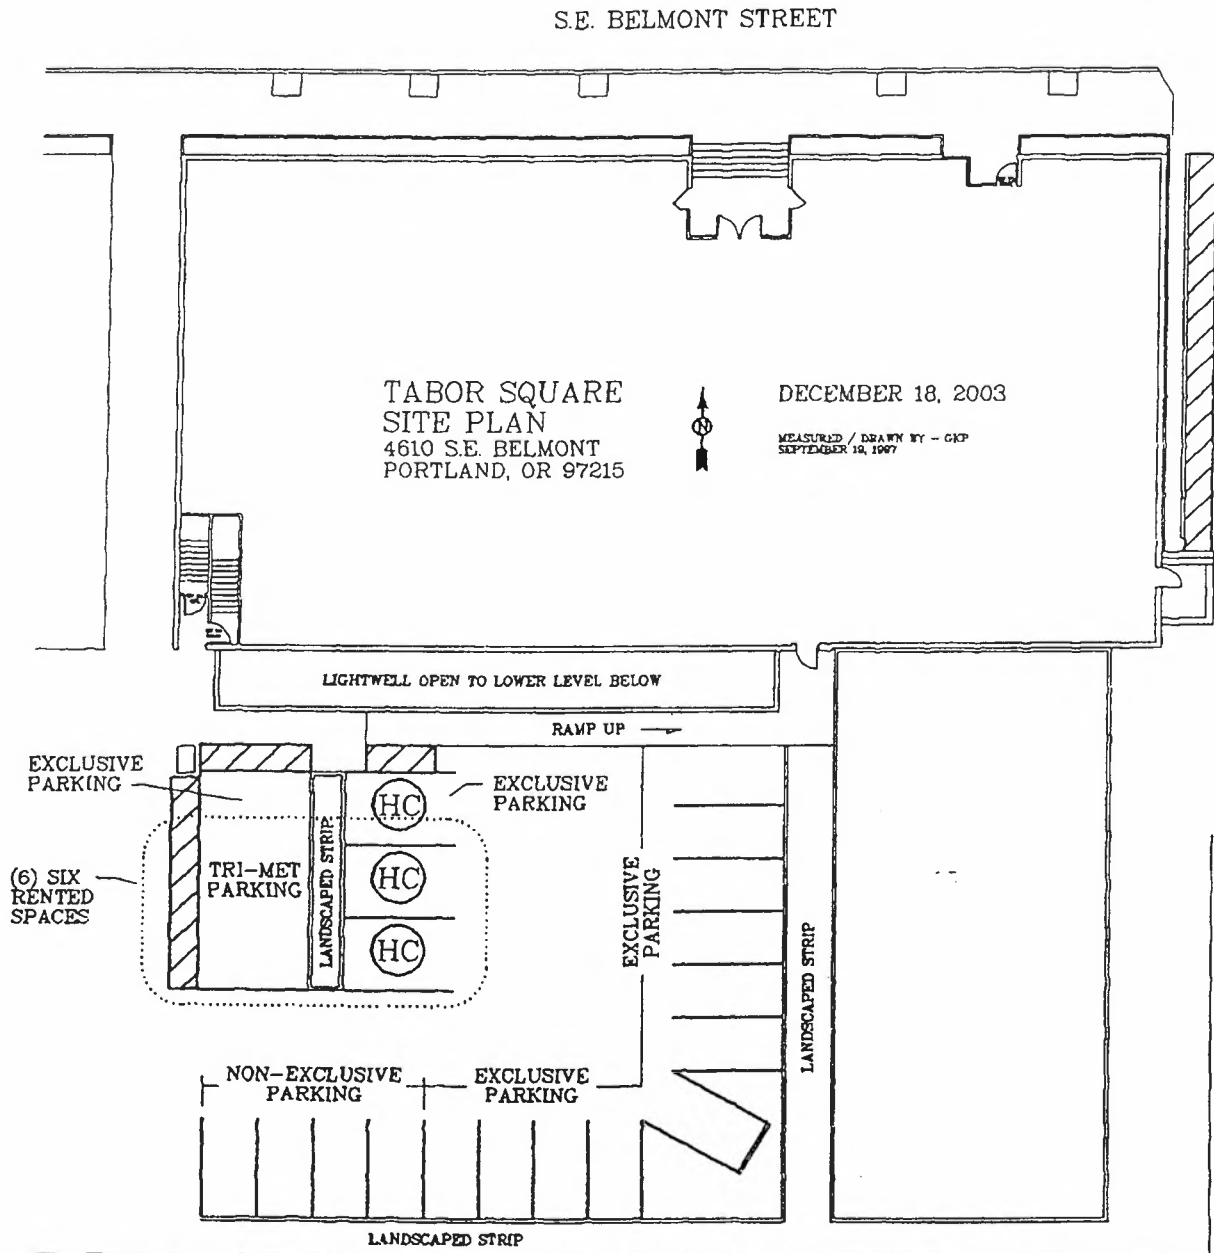 S.E. BELMONT STREET
TABOR SQUARE
SITE PLAN
4610 S.E. BELMONT
PORTLAND, OR 97215
N
DECEMBER 18, 2003
MEASURED / DRAWN BY - GKP
SEPTEMBER 19, 1997
LIGHTWELL OPEN TO LOWER LEVEL BELOW
RAMP UP
EXCLUSIVE
PARKING
EXCLUSIVE
PARKING
HC
(6) SIX
RENTED
SPACES
TRI-MET
PARKING
LANDSCAPED STRIP
HC
HC
EXCLUSIVE
PARKING
LANDSCAPED STRIP
NON-EXCLUSIVE
PARKING
EXCLUSIVE
PARKING
LANDSCAPED STRIP